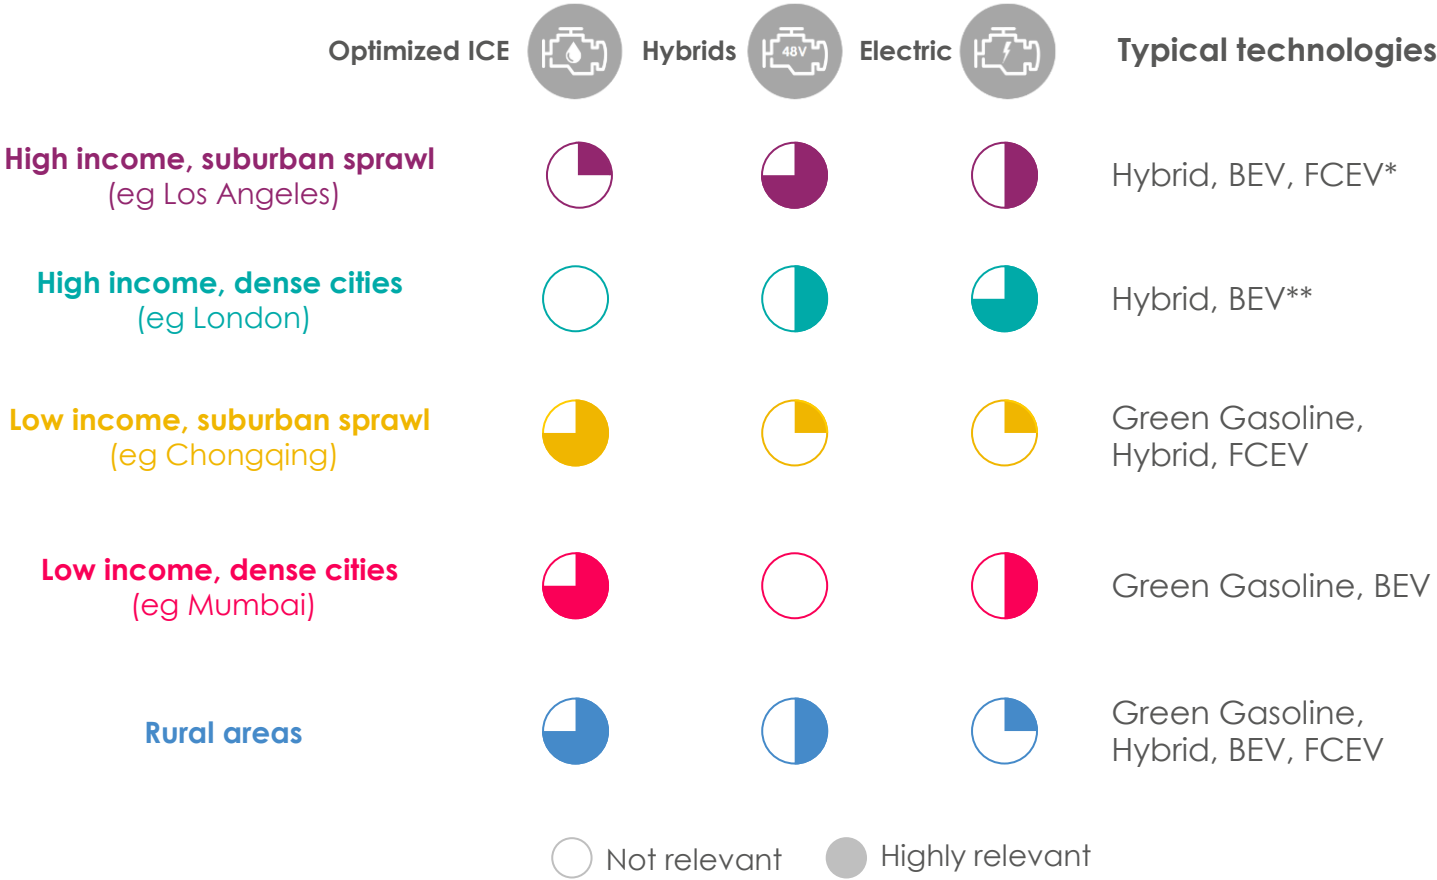 Optimized ICE
Hybrids
48V
Electric
Typical technologies
High income, suburban sprawl
(eg Los Angeles)
Hybrid, BEV, FCEV*
High income, dense cities
(eg London)
Hybrid, BEV**
Low income, suburban sprawl
(eg Chongqing)
Green Gasoline,
Hybrid, FCEV
Low income, dense cities
(eg Mumbai)
Green Gasoline, BEV
Rural areas
Green Gasoline,
Hybrid, BEV, FCEV
Not relevant
Highly relevant